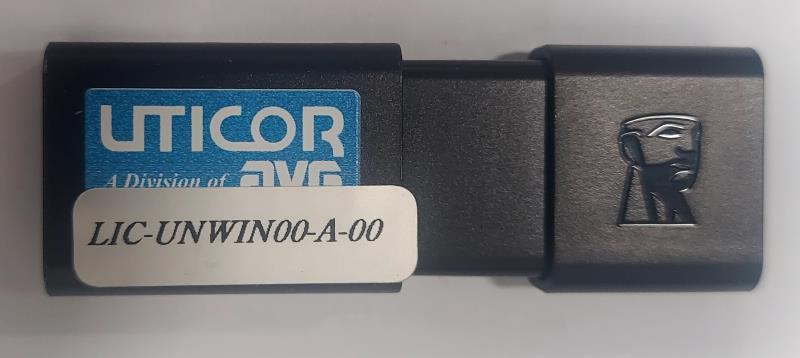 UTICOR
A Division of AVG
LIC-UNWIN00-A-00